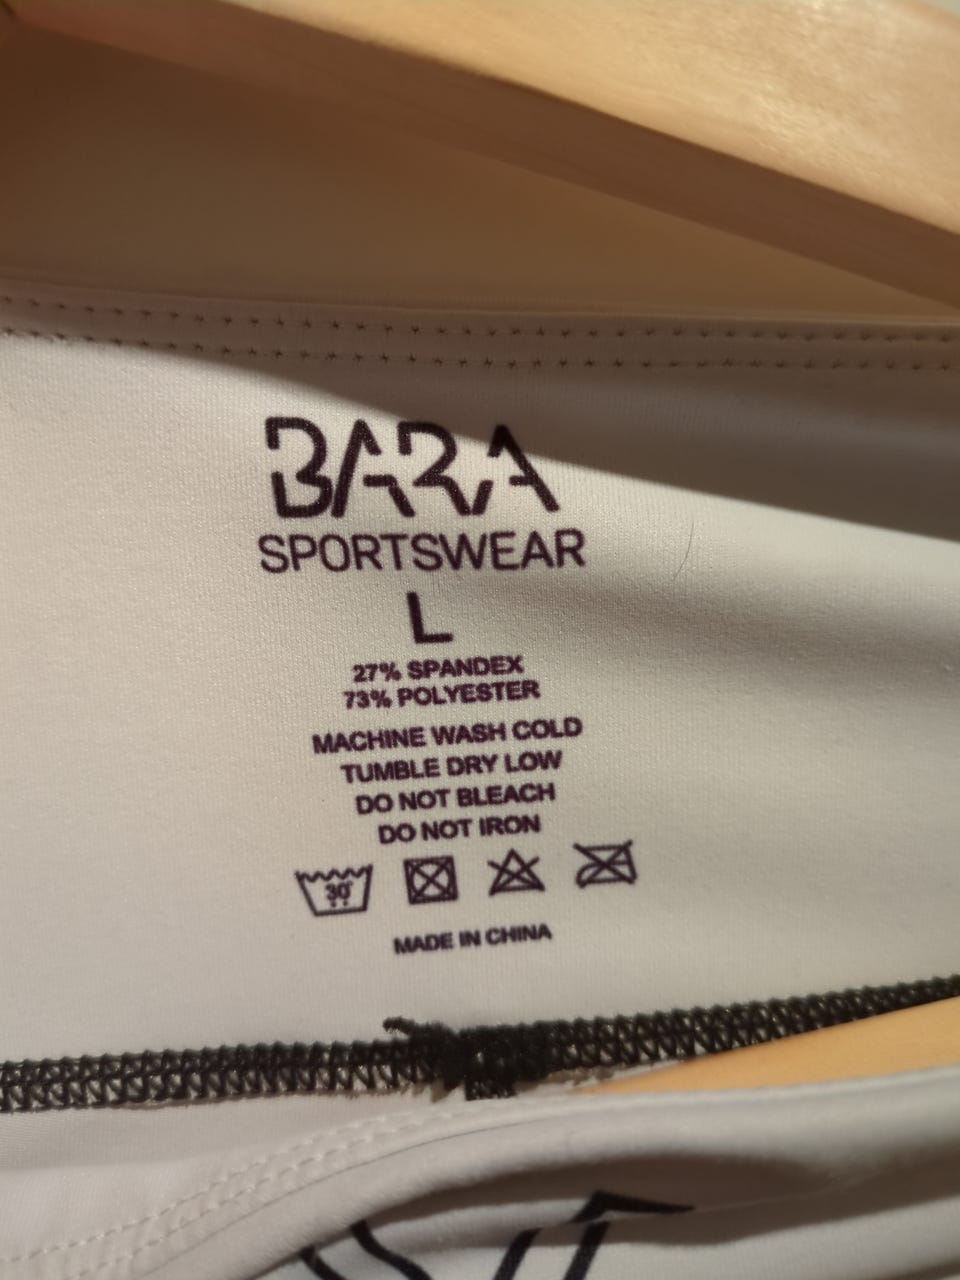 BARA
SPORTSWEAR
L
27% SPANDEX
73% POLYESTER
MACHINE WASH COLD
TUMBLE DRY LOW
DO NOT BLEACH
DO NOT IRON
30°
MADE IN CHINA